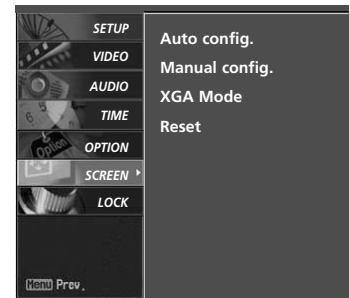 SETUP
VIDEO
AUDIO
TIME
OPTION
SCREEN
LOCK
Menu Prev.
Auto config.
Manual config.
XGA Mode
Reset